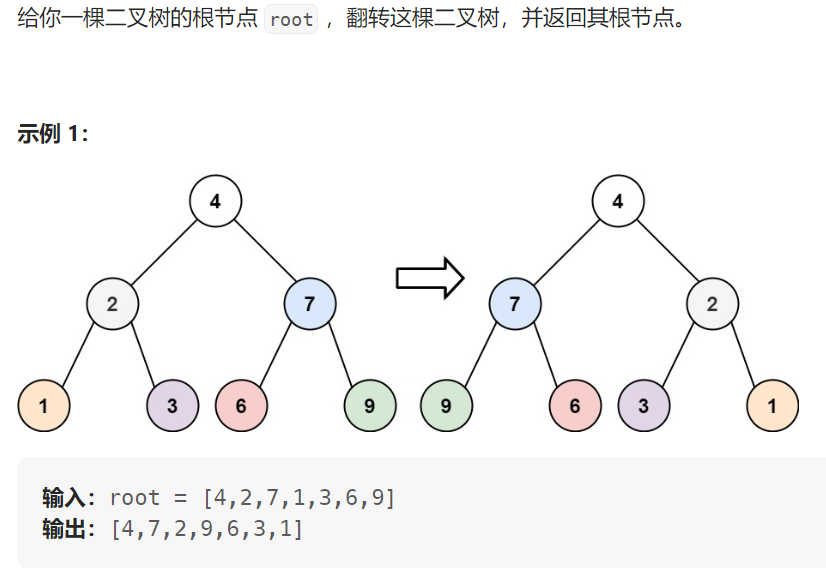 给你一棵二叉树的根节点 root ，翻转这棵二叉树，并返回其根节点。
示例 1：
4 4
2 7 7 2
1 3 6 9 9 6 3 1
输入：root = [4,2,7,1,3,6,9]
输出：[4,7,2,9,6,3,1]